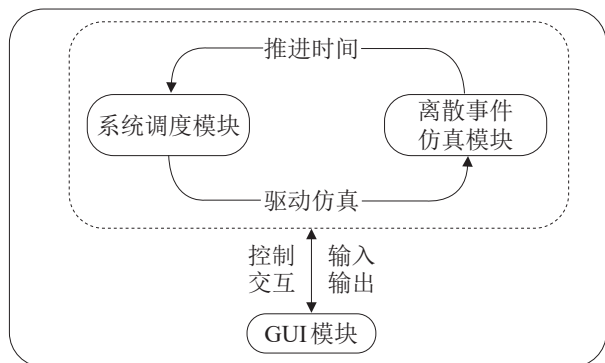 推进时间
系统调度模块
离散事件
仿真模块
驱动仿真
控制
交互
输入
输出
GUI模块